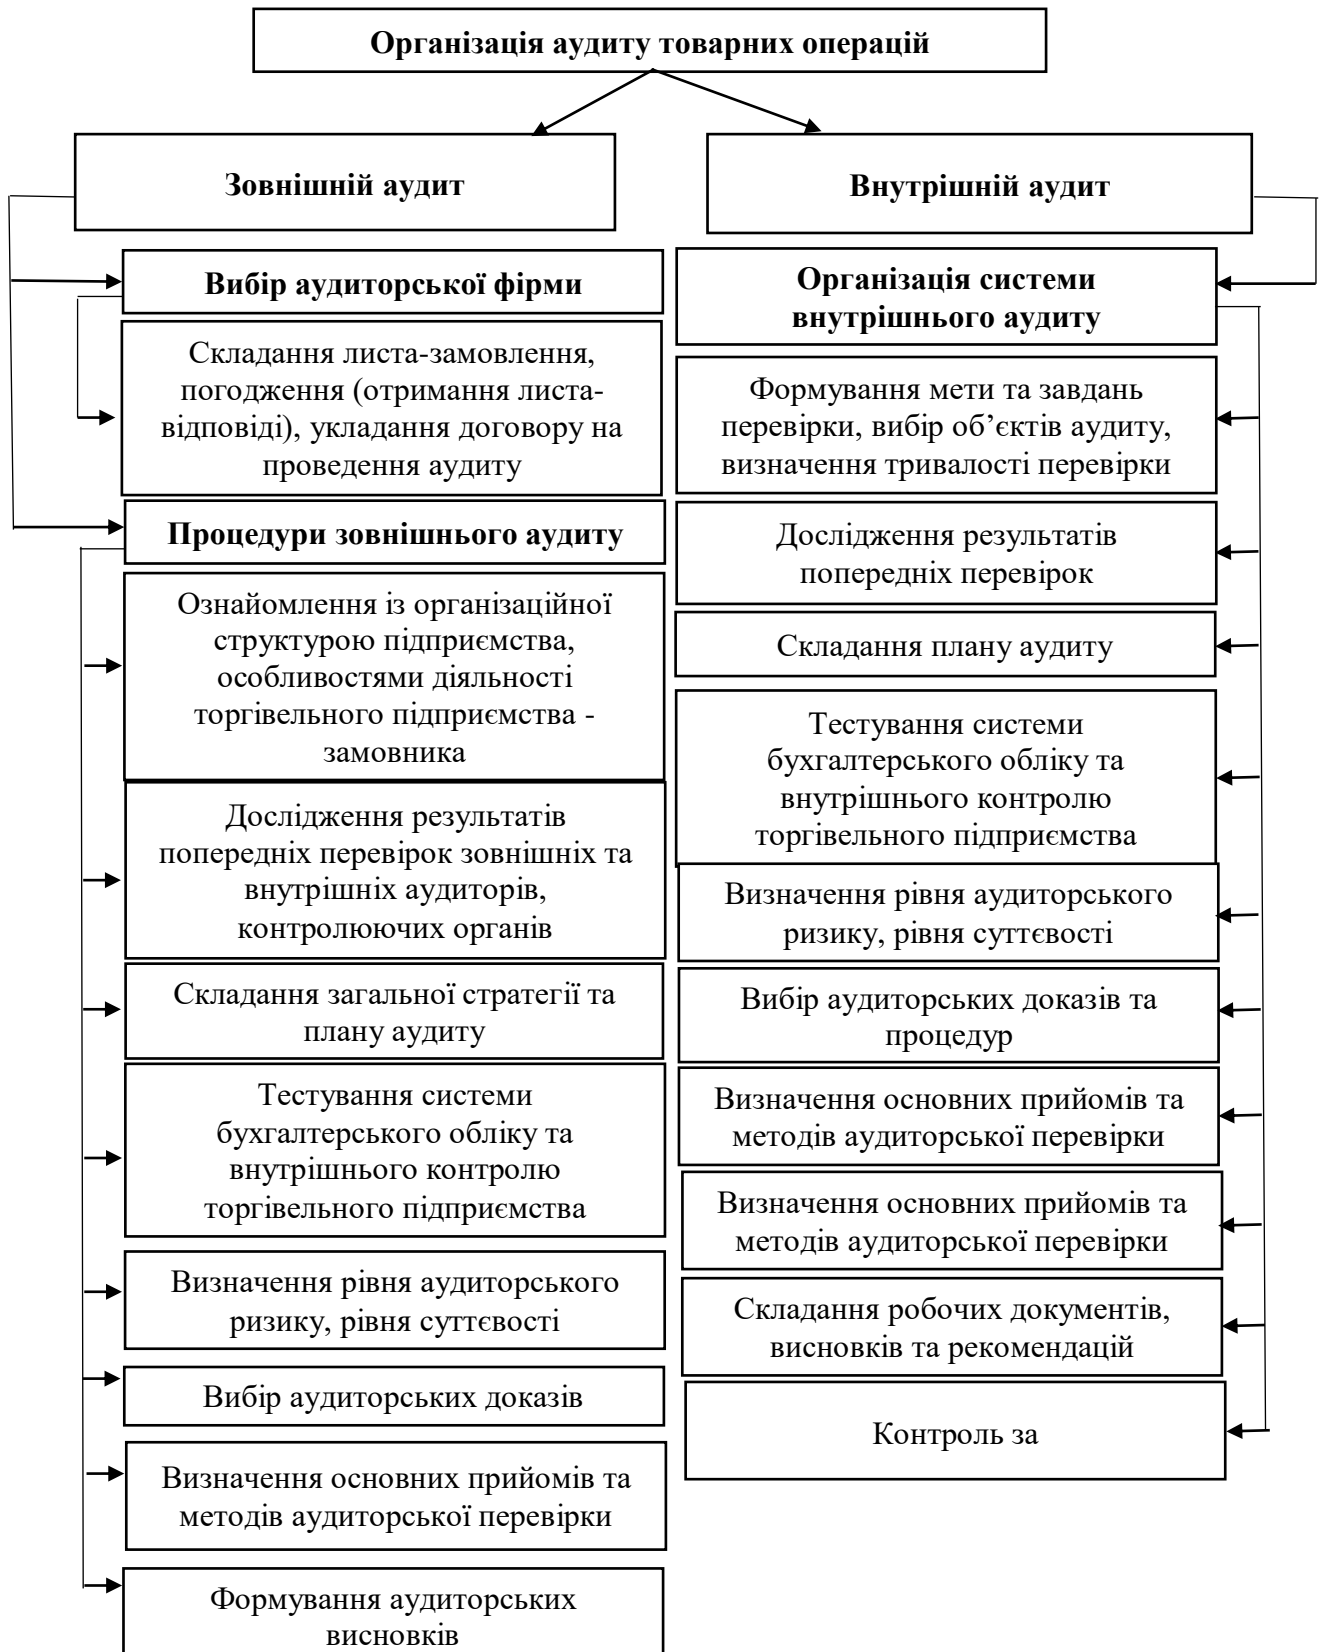 Організація аудиту товарних операцій
Зовнішній аудит
Вибір аудиторської фірми
Складання листа-замовлення,
погодження (отримання листа-
відповіді), укладання договору на
проведення аудиту
Процедури зовнішнього аудиту
Ознайомлення із організаційної
структурою підприємства,
особливостями діяльності
торгівельного підприємства -
замовника
Дослідження результатів
попередніх перевірок зовнішніх та
внутрішніх аудиторів,
контролюючих органів
Складання загальної стратегії та
плану аудиту
Тестування системи
бухгалтерського обліку та
внутрішнього контролю
торгівельного підприємства
Визначення рівня аудиторського
ризику, рівня суттєвості
Вибір аудиторських доказів
Визначення основних прийомів та
методів аудиторської перевірки
Формування аудиторських
висновків
Внутрішній аудит
Організація системи
внутрішнього аудиту
Формування мети та завдань
перевірки, вибір об’єктів аудиту,
визначення тривалості перевірки
Дослідження результатів
попередніх перевірок
Складання плану аудиту
Тестування системи
бухгалтерського обліку та
внутрішнього контролю
торгівельного підприємства
Визначення рівня аудиторського
ризику, рівня суттєвості
Вибір аудиторських доказів та
процедур
Визначення основних прийомів та
методів аудиторської перевірки
Визначення основних прийомів та
методів аудиторської перевірки
Складання робочих документів,
висновків та рекомендацій
Контроль за